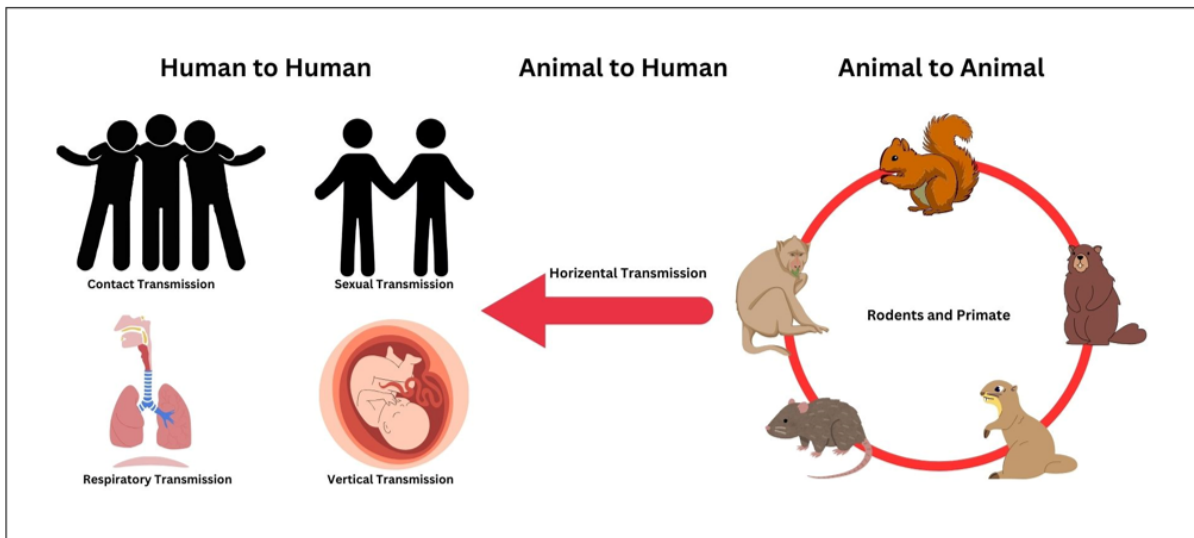 Human to Human
Animal to Human
Animal to Animal
Contact Transmission
Sexual Transmission
Horizental Transmission
Rodents and Primate
Respiratory Transmission
Vertical Transmission